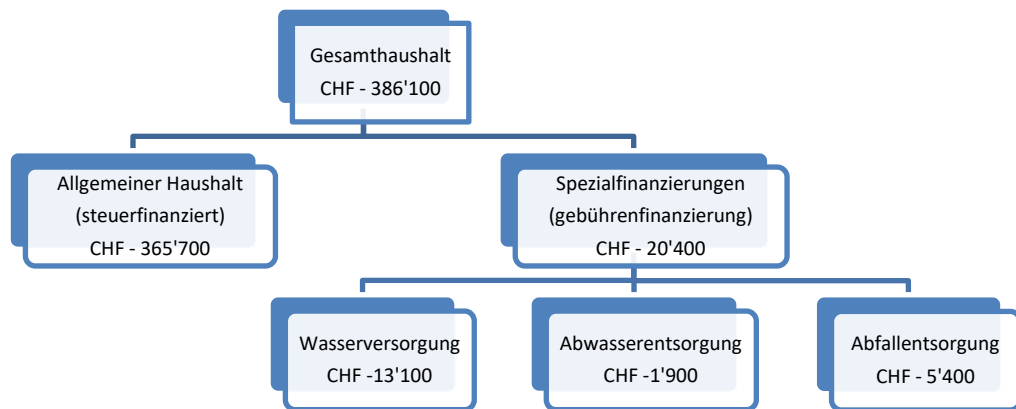 Gesamthaushalt
CHF - 386'100
Allgemeiner Haushalt
(steuerfinanziert)
CHF - 365'700
Spezialfinanzierungen
(gebührenfinanzierung)
CHF - 20'400
Wasserversorgung
CHF -13'100
Abwasserentsorgung
CHF -1'900
Abfallentsorgung
CHF - 5'400